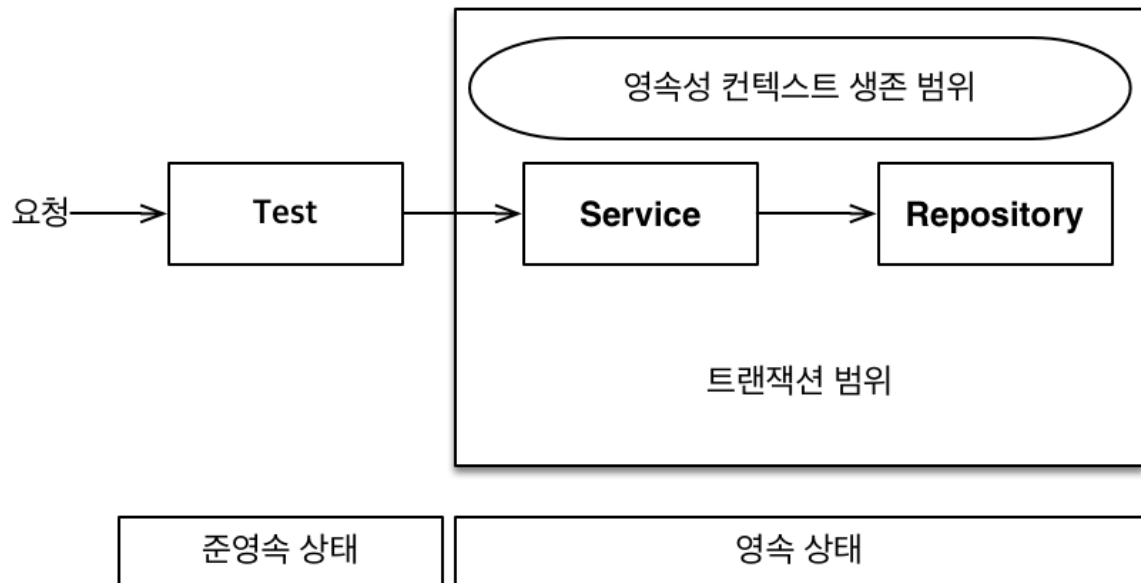 영속성 컨텍스트 생존 범위
요청
Test
Service
Repository
트랜잭션 범위
준영속 상태
영속 상태